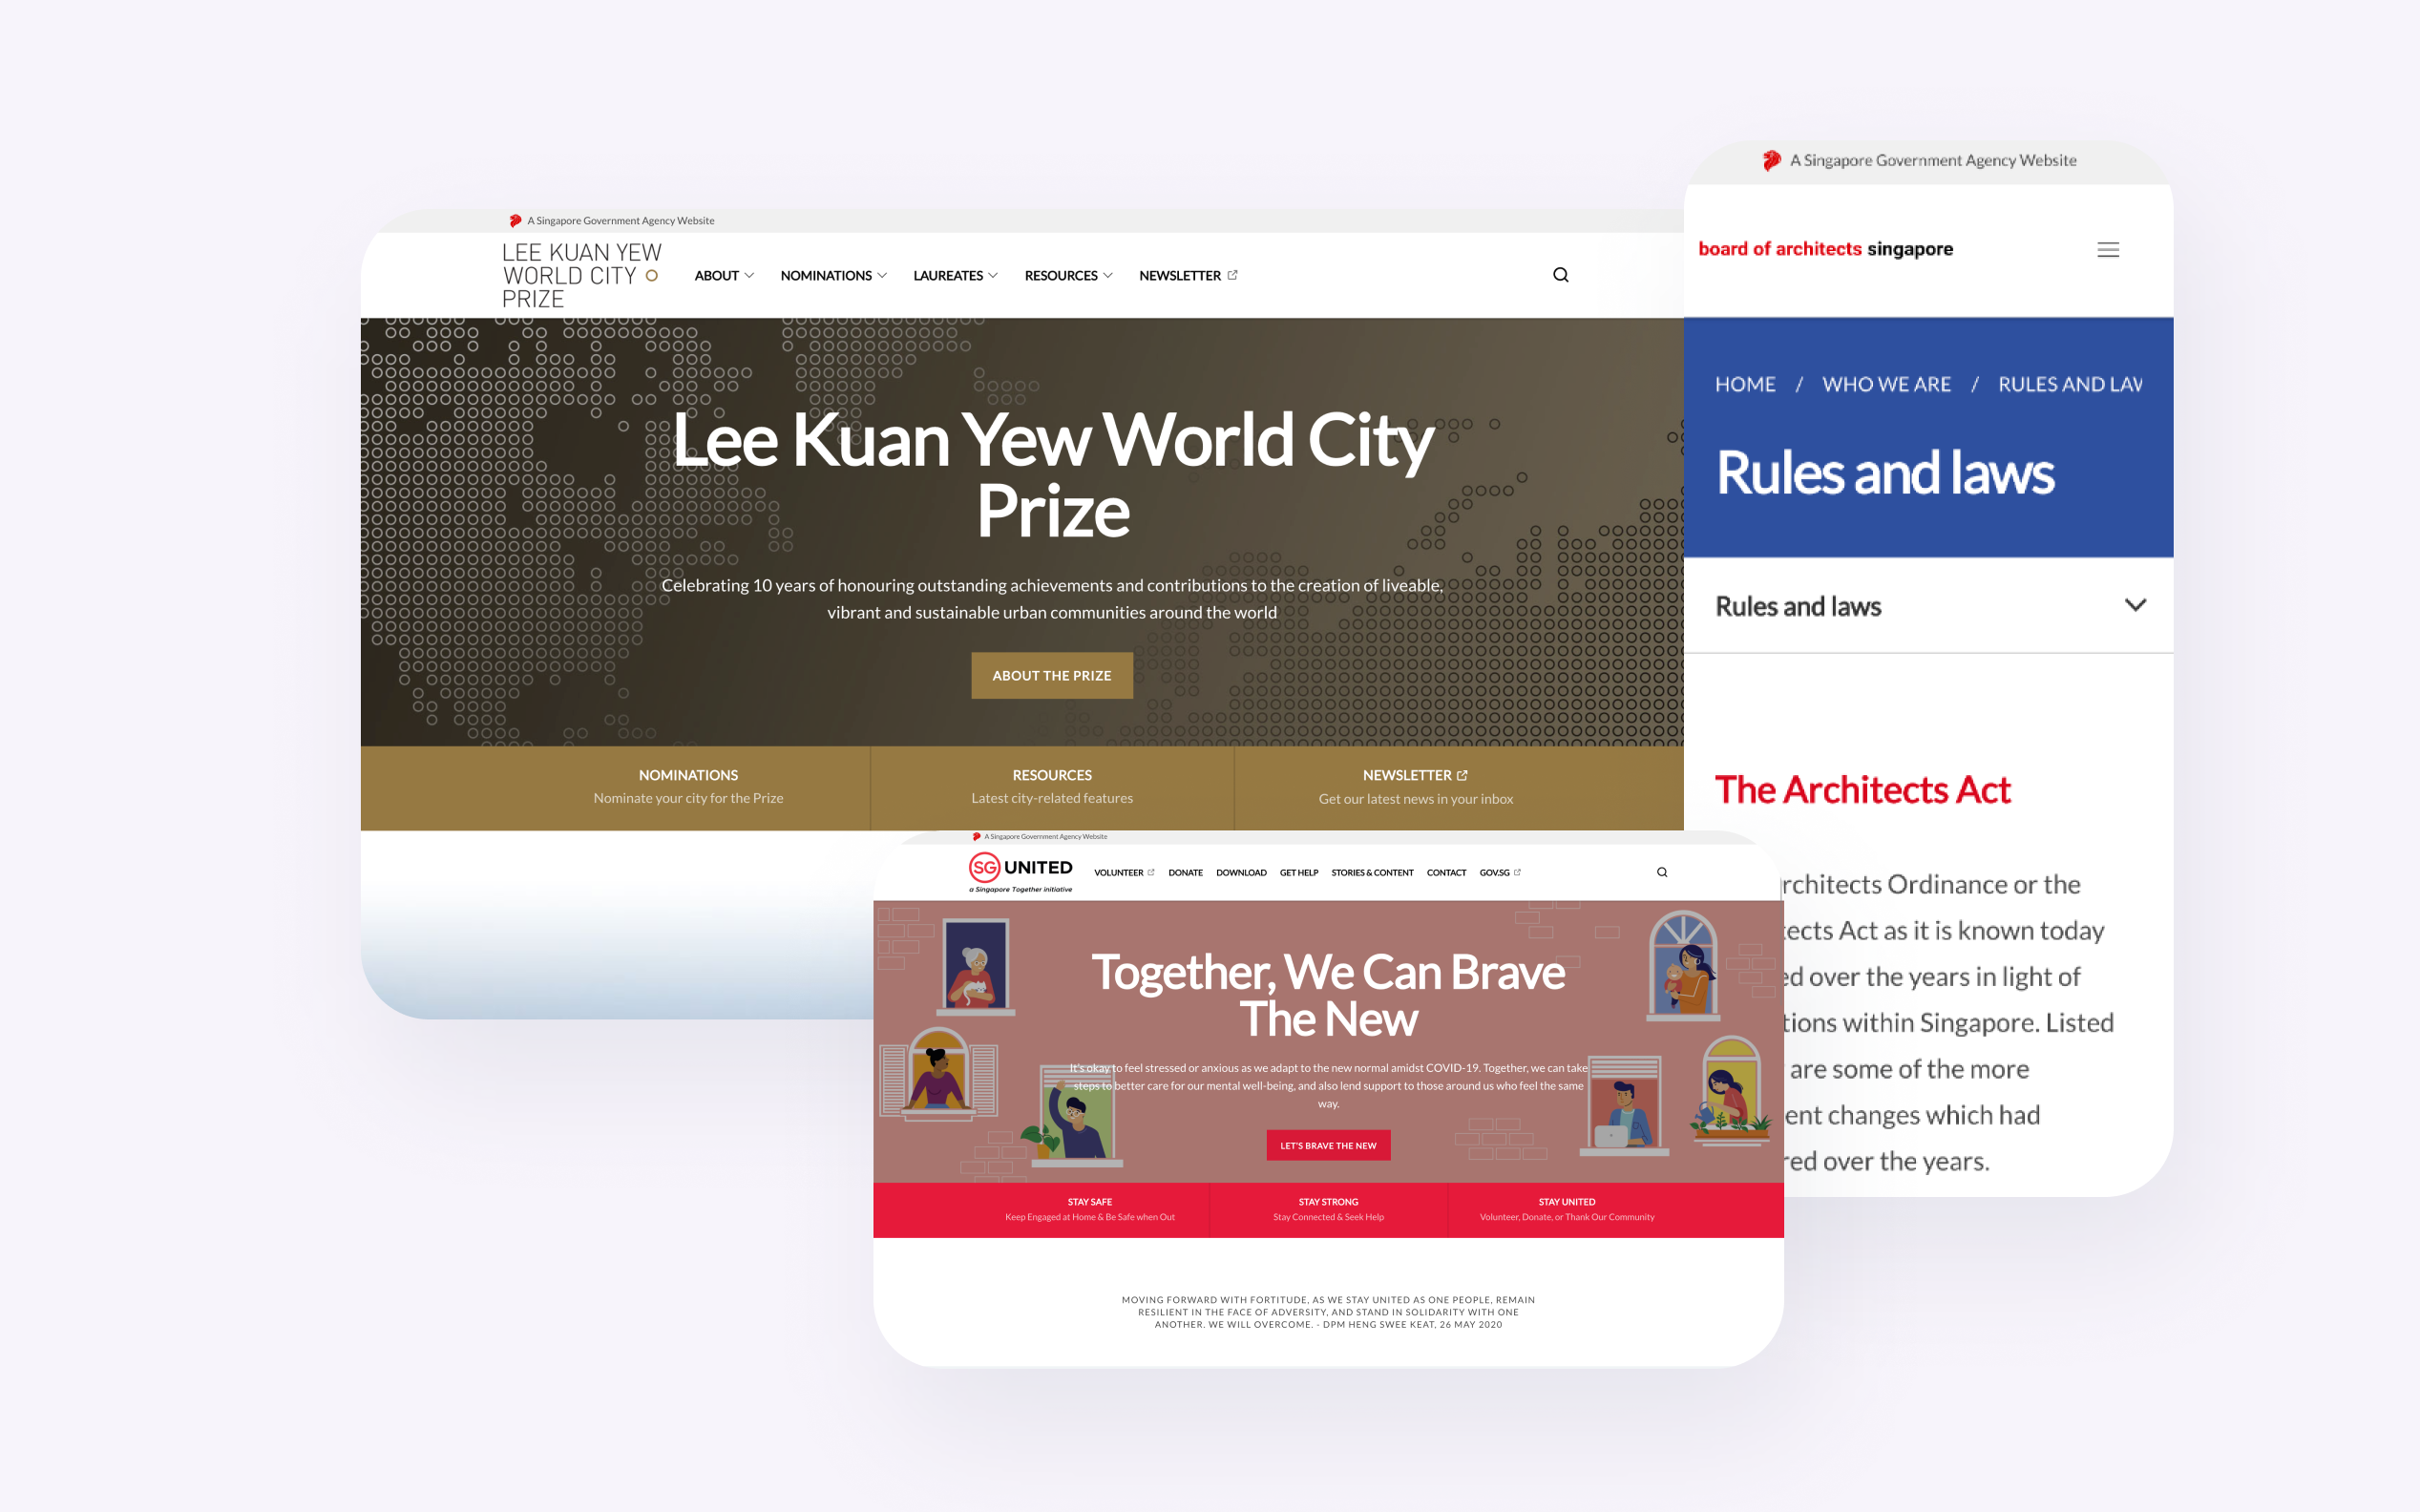 A Singapore Government Agency Website
LEE KUAN YEW
WORLD CITY
PRIZE
ABOUT
NOMINATIONS
LAUREATES
RESOURCES
NEWSLETTER
Lee Kuan Yew World City
Prize
Celebrating 10 years of honouring outstanding achievements and contributions to the creation of liveable,
vibrant and sustainable urban communities around the world
ABOUT THE PRIZE
NOMINATIONS
Nominate your city for the Prize
RESOURCES
Latest city-related features
NEWSLETTER
Get our latest news in your inbox
A Singapore Government Agency Website
board of architects singapore
HOME / WHO WE ARE / RULES AND LAW
Rules and laws
Rules and laws
The Architects Act
rchitects Ordinance or the
tects Act as it is known today
ed over the years in light of
tions within Singapore. Listed
are some of the more
ent changes which had
red over the years.
A Singapore Government Agency Website
SG UNITED
a Singapore Together initiative
VOLUNTEER
DONATE
DOWNLOAD
GET HELP
STORIES & CONTENT
CONTACT
GOV.SG
Together, We Can Brave
The New
It's okay to feel stressed or anxious as we adapt to the new normal amidst COVID-19. Together, we can take
steps to better care for our mental well-being, and also lend support to those around us who feel the same
way.
LET'S BRAVE THE NEW
STAY SAFE
Keep Engaged at Home & Be Safe when Out
STAY STRONG
Stay Connected & Seek Help
STAY UNITED
Volunteer, Donate, or Thank Our Community
MOVING FORWARD WITH FORTITUDE, AS WE STAY UNITED AS ONE PEOPLE, REMAIN
RESILIENT IN THE FACE OF ADVERSITY, AND STAND IN SOLIDARITY WITH ONE
ANOTHER. WE WILL OVERCOME. - DPM HENG SWEE KEAT, 26 MAY 2020